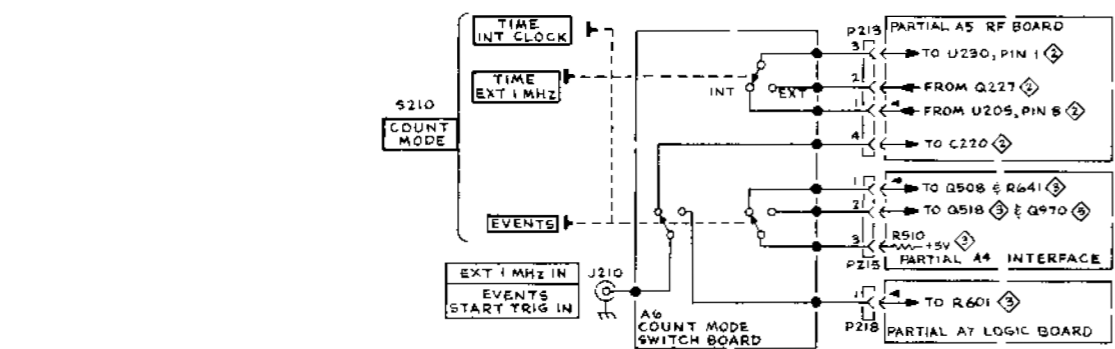 TIME
INT CLOCK
TIME
EXT 1 MHz
S210
COUNT
MODE
EVENTS
EXT 1 MHz IN
EVENTS
START TRIG IN
J210
INT
EXT
A6
COUNT MODE
SWITCH BOARD
P213
PARTIAL A5 RF BOARD
3
TO U230, PIN 1 2
2
FROM Q227 2
1
FROM U205, PIN 8 2
4
TO C220 2
1
TO Q508 & R641 3
2
TO Q518 3 & Q970 5
3
R510
+5V 3
P215
PARTIAL A4 INTERFACE
1
TO R601 3
P218
PARTIAL A7 LOGIC BOARD